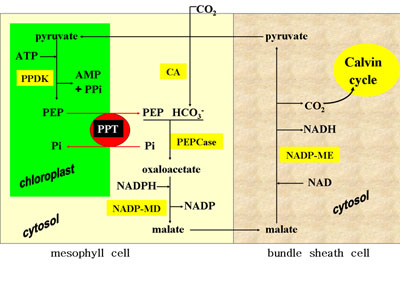 CO2
pyruvate
pyruvate
ATP
PPDK
AMP
+ PPi
CA
Calvin
cycle
CO2
PEP
PEP HCO3-
PPT
Pi
Pi
PEPCase
NADH
NADP-ME
chloroplast
oxaloacetate
NADPH
NADP
NAD
NADP-MD
cytosol
cytosol
malate
malate
mesophyll cell
bundle sheath cell